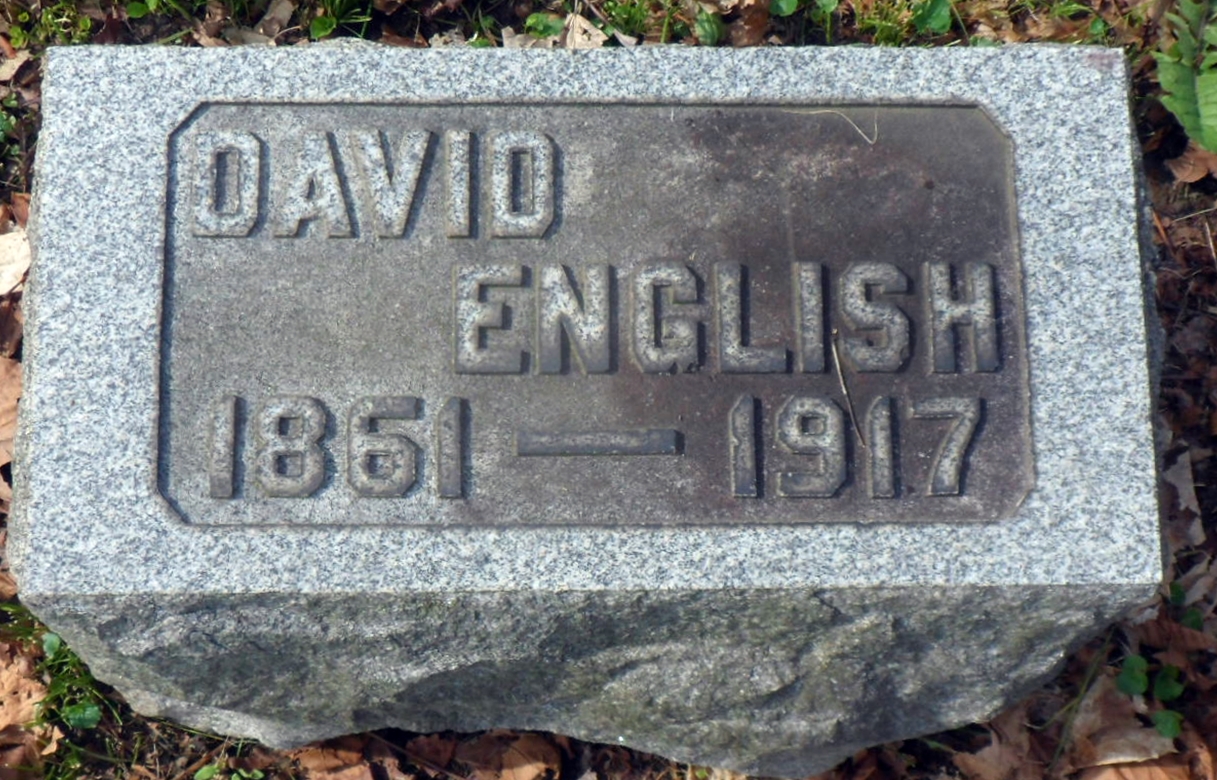 DAVID
ENGLISH
1861 — 1917